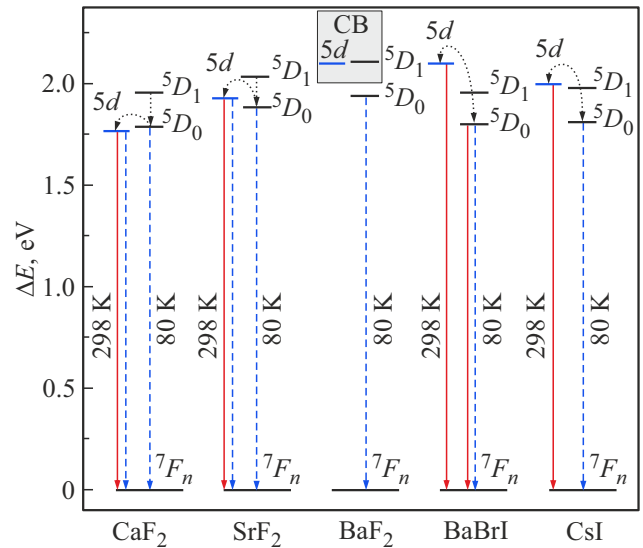 CB
5d ⁵D₁
2.0
5d ⁵D₁
⁵D₀
5d ⁵D₁
⁵D₀
⁵D₀
5d ⁵D₁
⁵D₀
5d ⁵D₁
⁵D₀
1.5
1.0
0.5
0
ΔE, eV
298 K
80 K
298 K
80 K
80 K
298 K
80 K
298 K
80 K
⁷Fₙ
⁷Fₙ
⁷Fₙ
⁷Fₙ
⁷Fₙ
CaF₂ SrF₂ BaF₂ BaBrI CsI